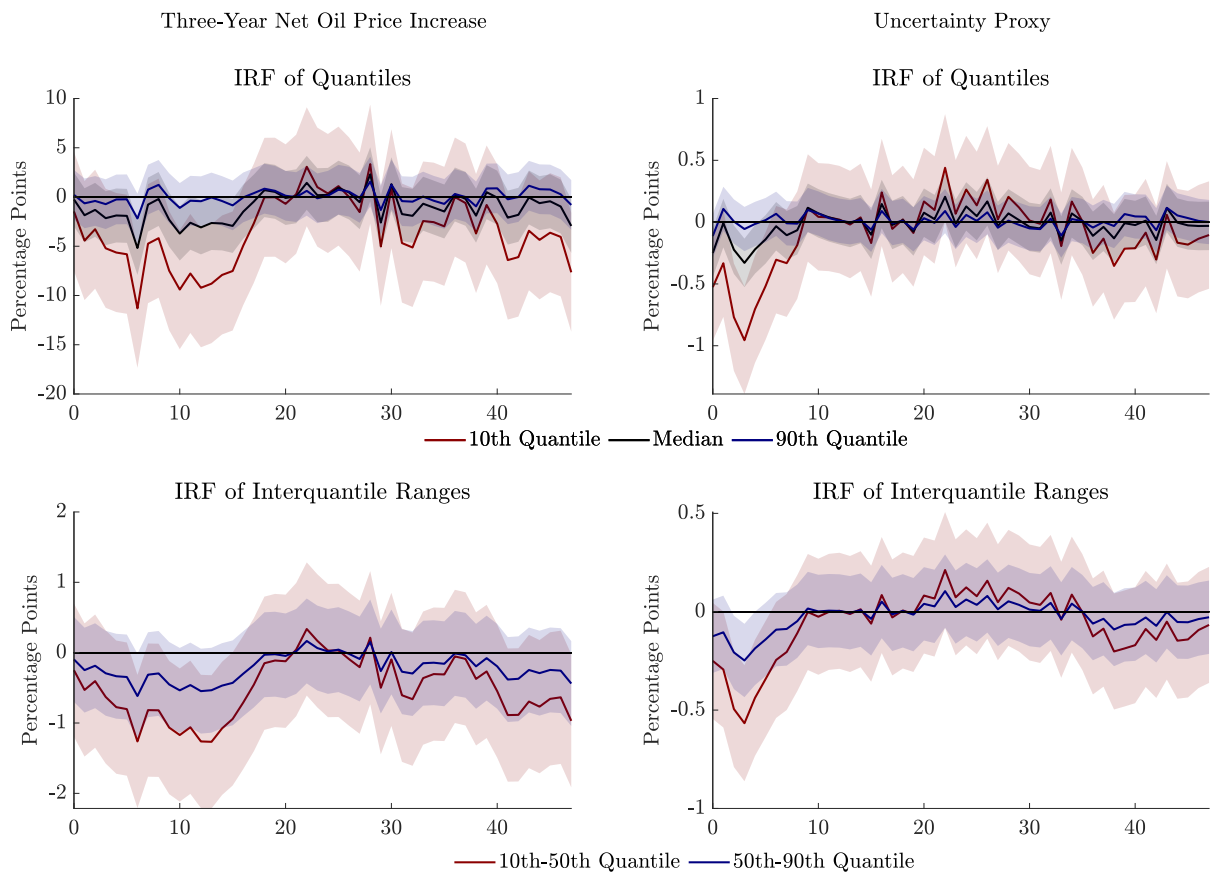 Three-Year Net Oil Price Increase
Uncertainty Proxy
IRF of Quantiles
Percentage Points
10
5
0
-5
-10
-15
-20
0 10 20 30 40
IRF of Quantiles
Percentage Points
1
0.5
0
-0.5
-1
0 10 20 30 40
10th Quantile Median 90th Quantile
IRF of Interquantile Ranges
Percentage Points
2
1
0
-1
-2
0 10 20 30 40
IRF of Interquantile Ranges
Percentage Points
0.5
0
-0.5
-1
0 10 20 30 40
10th-50th Quantile 50th-90th Quantile